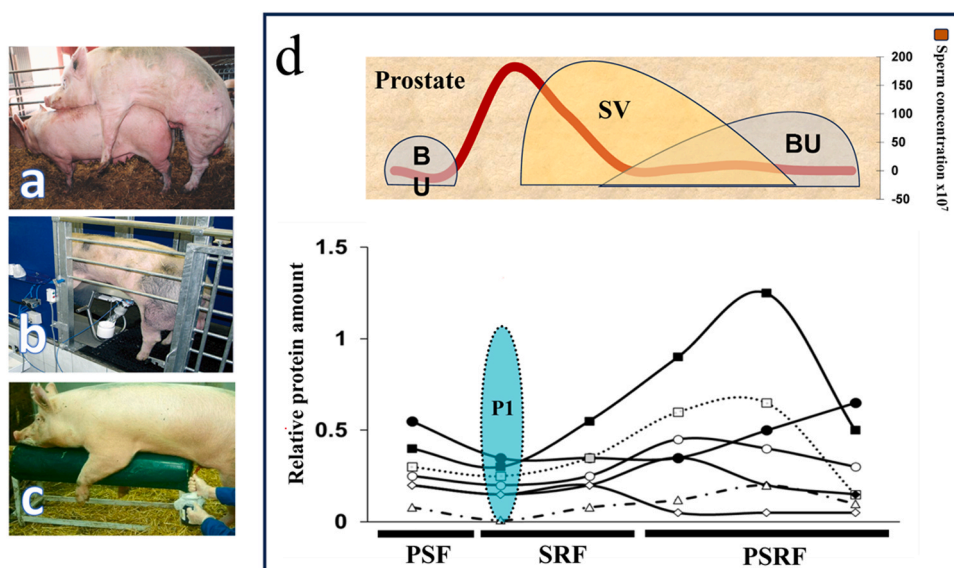 a
b
c
d
Prostate
B
U
SV
BU
200
150
100
50
0
-50
Sperm concentration x10⁷
1.5
1
0.5
0
Relative protein amount
P1
PSF
SRF
PSRF